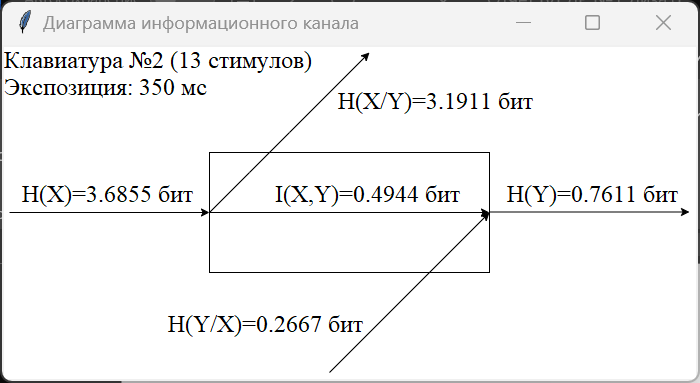 Диаграмма информационного канала
Клавиатура №2 (13 стимулов)
Экспозиция: 350 мс
H(X/Y)=3.1911 бит
H(X)=3.6855 бит
I(X,Y)=0.4944 бит
H(Y)=0.7611 бит
H(Y/X)=0.2667 бит